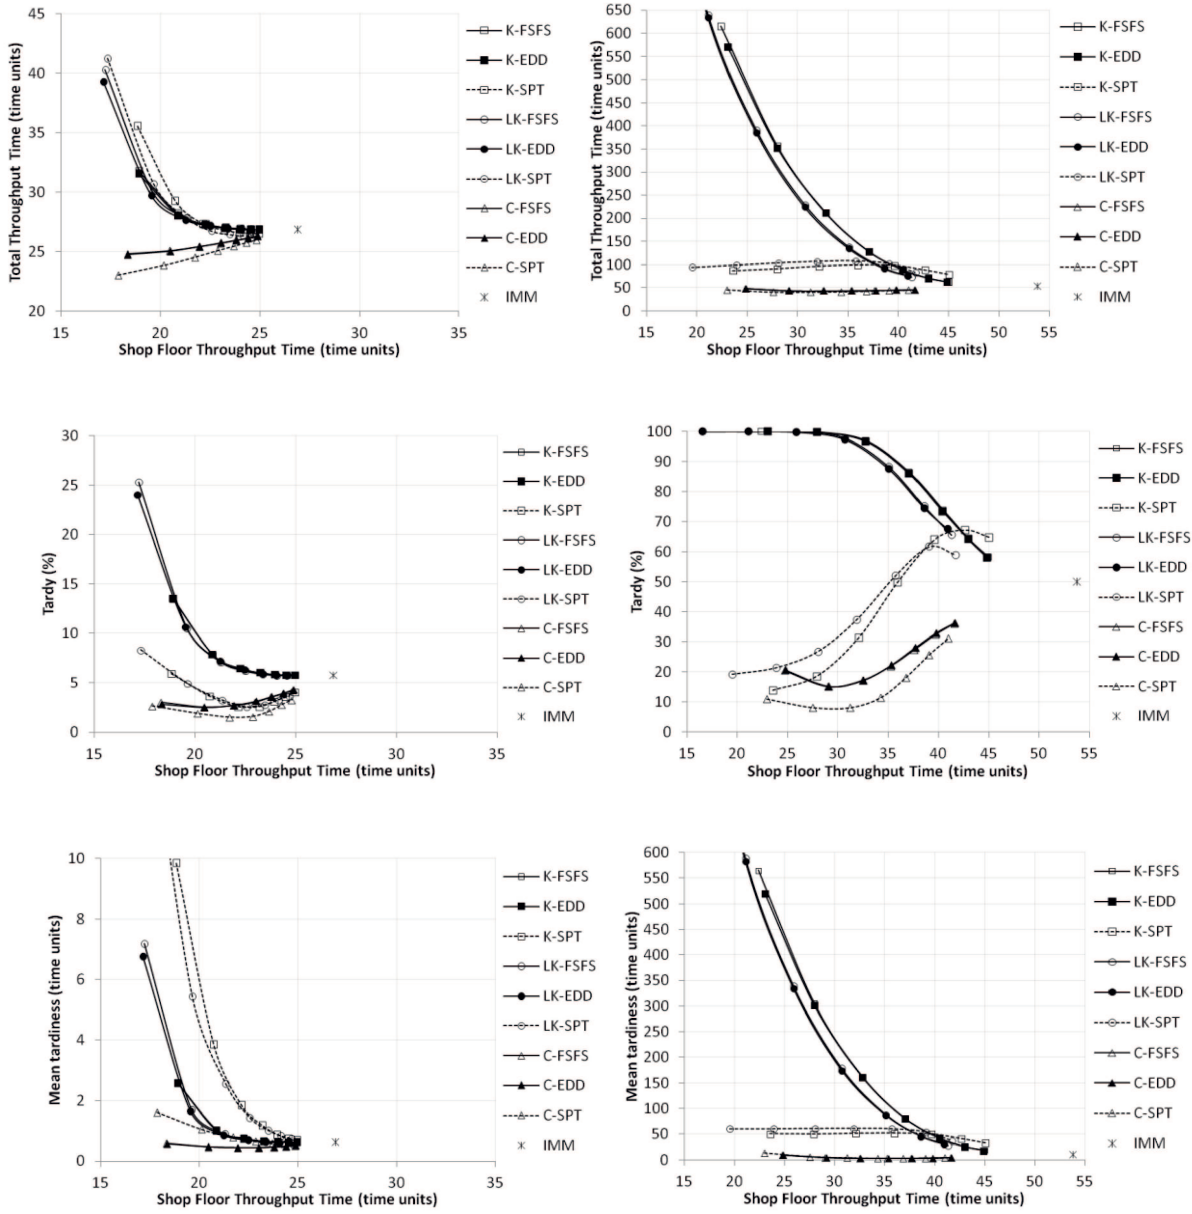 Total Throughput Time (time units)
45
40
35
30
25
20
15
20
25
30
35
Shop Floor Throughput Time (time units)
K-FSFS
K-EDD
K-SPT
LK-FSFS
LK-EDD
LK-SPT
C-FSFS
C-EDD
C-SPT
IMM
Total Throughput Time (time units)
650
600
550
500
450
400
350
300
250
200
150
100
50
0
15
20
25
30
35
40
45
50
55
Shop Floor Throughput Time (time units)
K-FSFS
K-EDD
K-SPT
LK-FSFS
LK-EDD
LK-SPT
C-FSFS
C-EDD
C-SPT
IMM
Tardy (%)
30
25
20
15
10
5
0
15
20
25
30
35
Shop Floor Throughput Time (time units)
K-FSFS
K-EDD
K-SPT
LK-FSFS
LK-EDD
LK-SPT
C-FSFS
C-EDD
C-SPT
IMM
Tardy (%)
100
90
80
70
60
50
40
30
20
10
0
15
20
25
30
35
40
45
50
55
Shop Floor Throughput Time (time units)
K-FSFS
K-EDD
K-SPT
LK-FSFS
LK-EDD
LK-SPT
C-FSFS
C-EDD
C-SPT
IMM
Mean tardiness (time units)
10
8
6
4
2
0
15
20
25
30
35
Shop Floor Throughput Time (time units)
K-FSFS
K-EDD
K-SPT
LK-FSFS
LK-EDD
LK-SPT
C-FSFS
C-EDD
C-SPT
IMM
Mean tardiness (time units)
600
550
500
450
400
350
300
250
200
150
100
50
0
15
20
25
30
35
40
45
50
55
Shop Floor Throughput Time (time units)
K-FSFS
K-EDD
K-SPT
LK-FSFS
LK-EDD
LK-SPT
C-FSFS
C-EDD
C-SPT
IMM